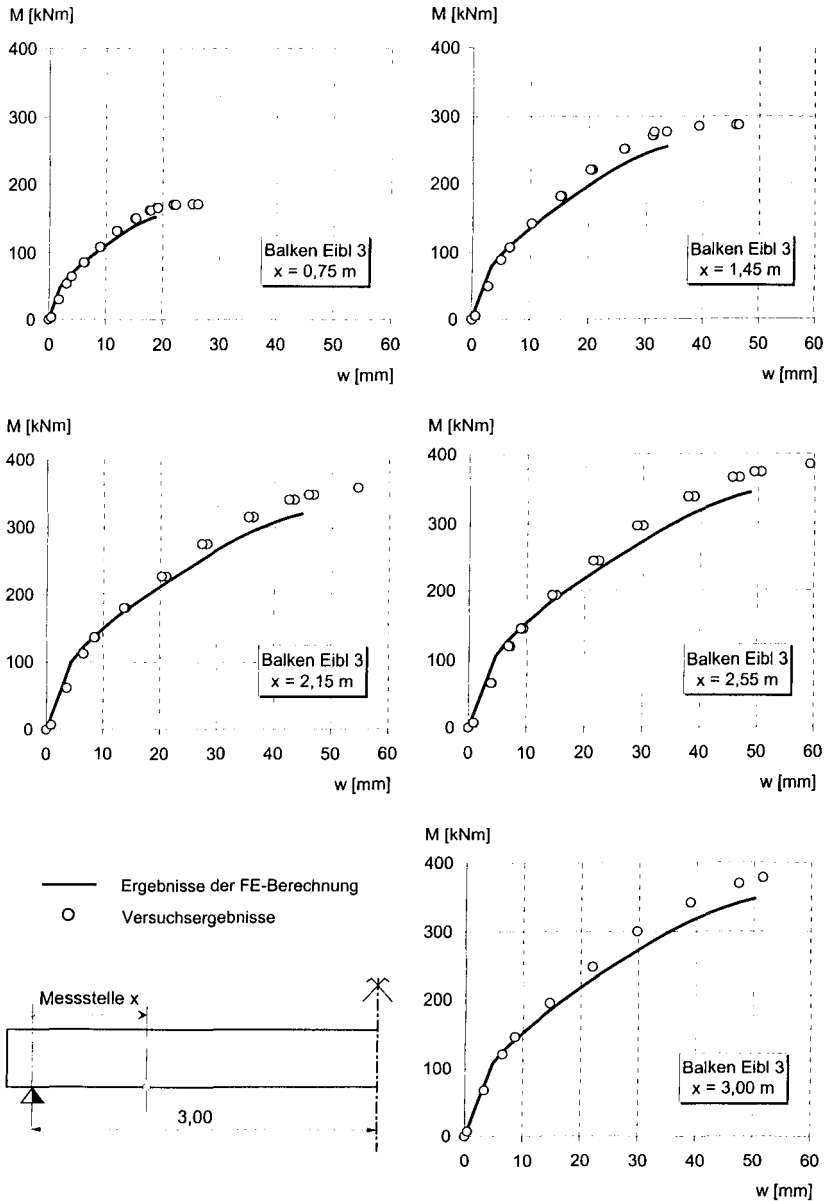 M [kNm]
400
300
200
100
0
0 10 20 30 40 50 60
w [mm]
Balken Eibl 3
x = 0,75 m
M [kNm]
400
300
200
100
0
0 10 20 30 40 50 60
w [mm]
Balken Eibl 3
x = 1,45 m
M [kNm]
400
300
200
100
0
0 10 20 30 40 50 60
w [mm]
Balken Eibl 3
x = 2,15 m
M [kNm]
400
300
200
100
0
0 10 20 30 40 50 60
w [mm]
Balken Eibl 3
x = 2,55 m
Ergebnisse der FE-Berechnung
Versuchsergebnisse
Messstelle x
3,00
M [kNm]
400
300
200
100
0
0 10 20 30 40 50 60
w [mm]
Balken Eibl 3
x = 3,00 m